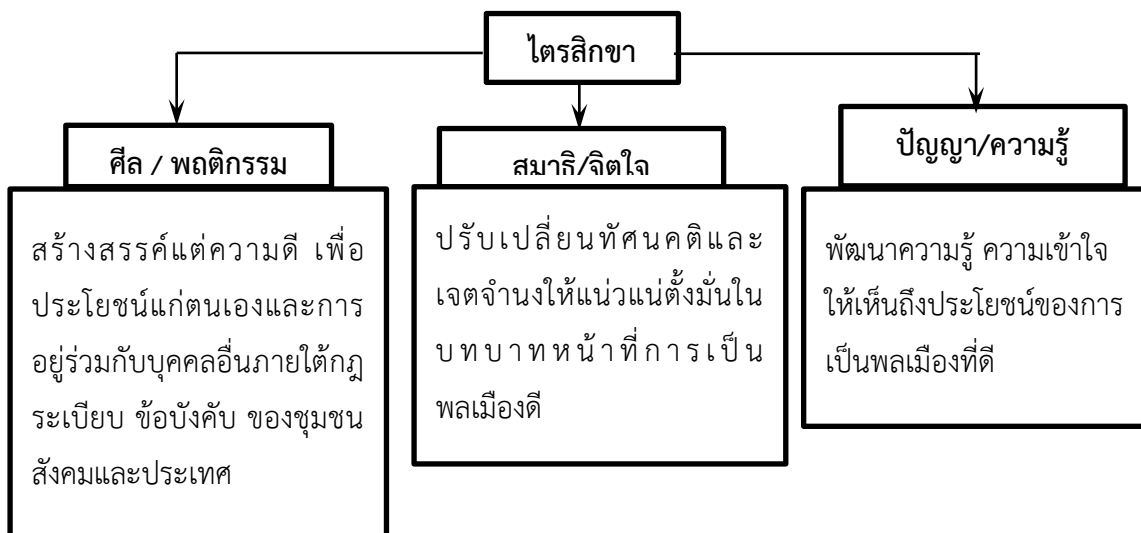 ไตรสิกขา
ศีล / พฤติกรรม
สร้างสรรค์แต่ความดี เพื่อ
ประโยชน์แก่ตนเองและการ
อยู่ร่วมกับบุคคลอื่นภายใต้กฎ
ระเบียบ ข้อบังคับ ของชุมชน
สังคมและประเทศ
สมาธิ/จิตใจ
ปรับเปลี่ยนทัศนคติและ
เจตจำนงให้แน่วแน่ตั้งมั่นใน
บทบาทหน้าที่การเป็น
พลเมืองดี
ปัญญา/ความรู้
พัฒนาความรู้ ความเข้าใจ
ให้เห็นถึงประโยชน์ของการ
เป็นพลเมืองที่ดี